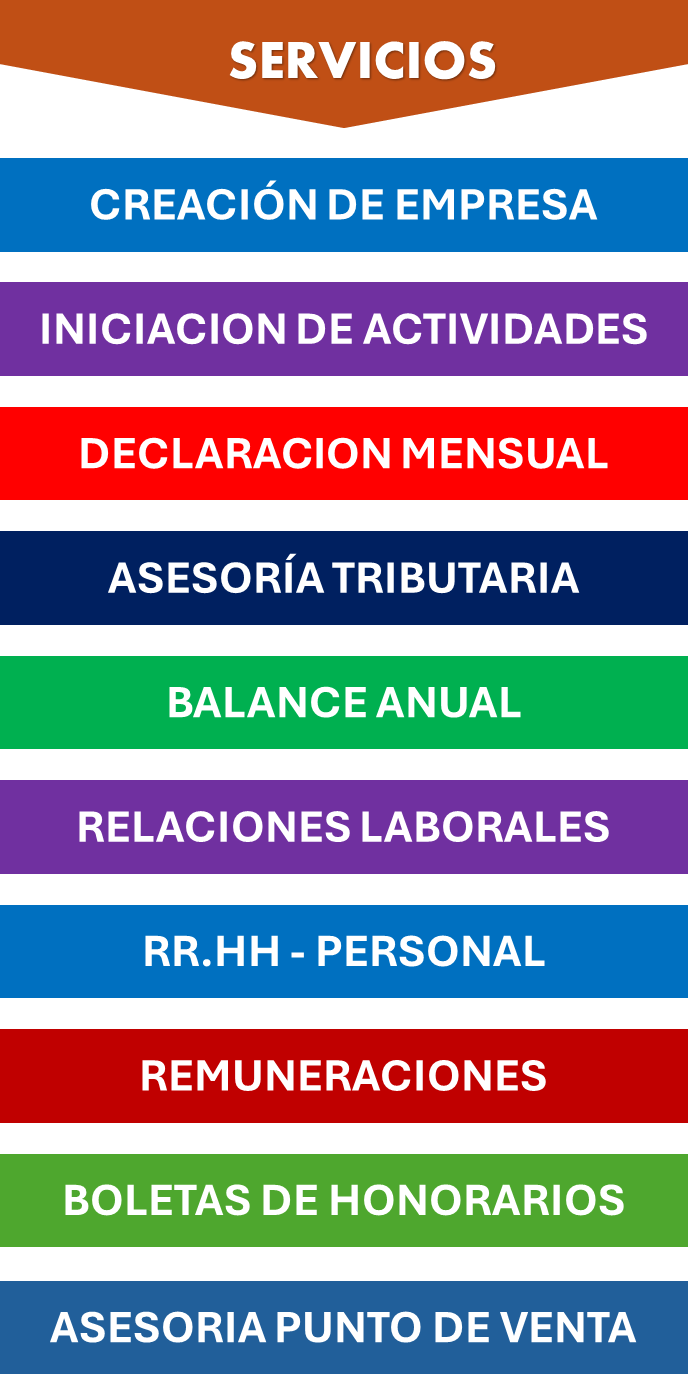 SERVICIOS
CREACIÓN DE EMPRESA
INICIACION DE ACTIVIDADES
DECLARACION MENSUAL
ASESORÍA TRIBUTARIA
BALANCE ANUAL
RELACIONES LABORALES
RR.HH - PERSONAL
REMUNERACIONES
BOLETAS DE HONORARIOS
ASESORIA PUNTO DE VENTA